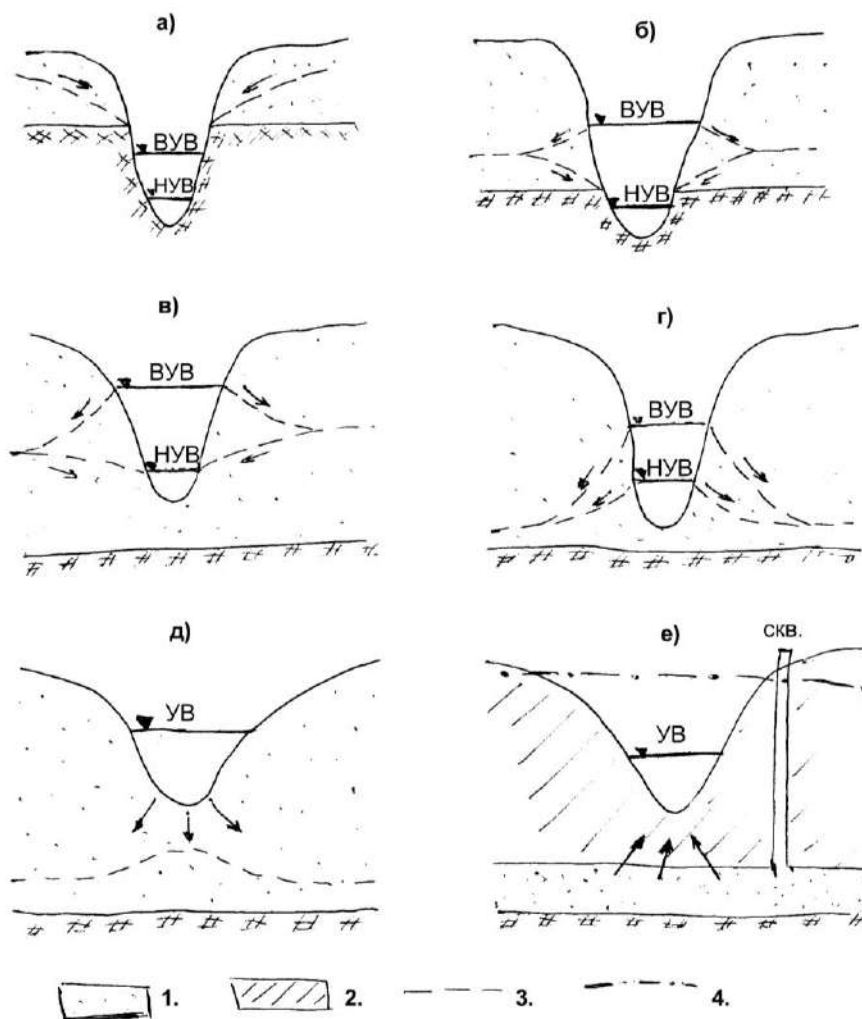 а)
б)
ВУВ
НУВ
ВУВ
НУВ
в)
г)
ВУВ
НУВ
ВУВ
НУВ
д)
е)
скв.
УВ
УВ
1. 2. 3. 4.